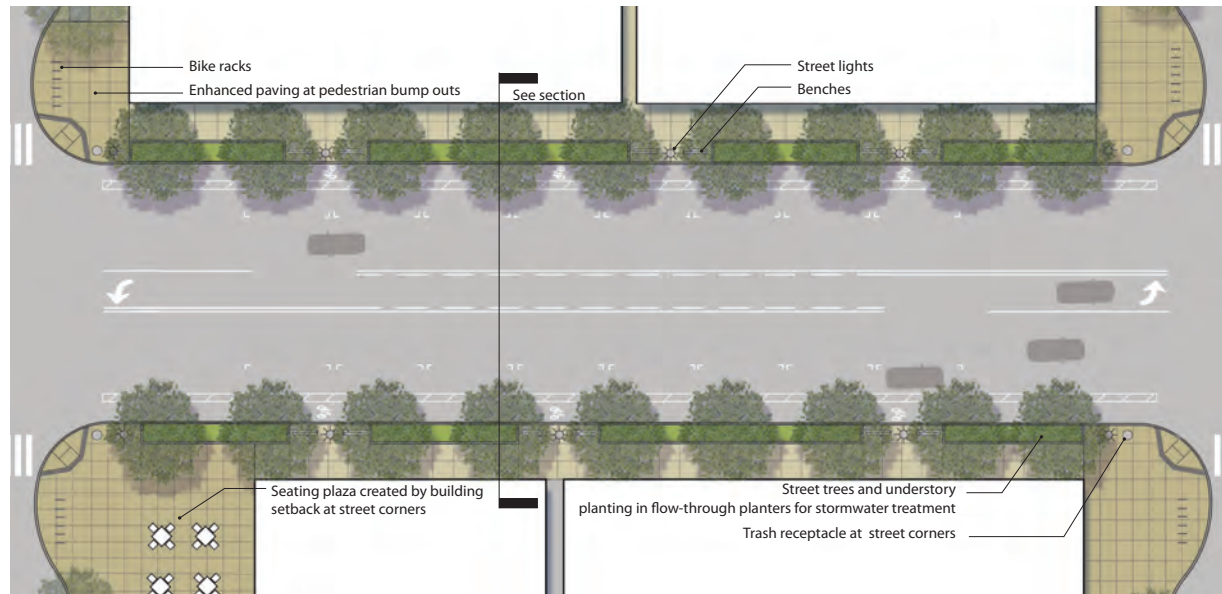 Bike racks
Enhanced paving at pedestrian bump outs
See section
Street lights
Benches
Seating plaza created by building
setback at street corners
Street trees and understory
planting in flow-through planters for stormwater treatment
Trash receptacle at street corners